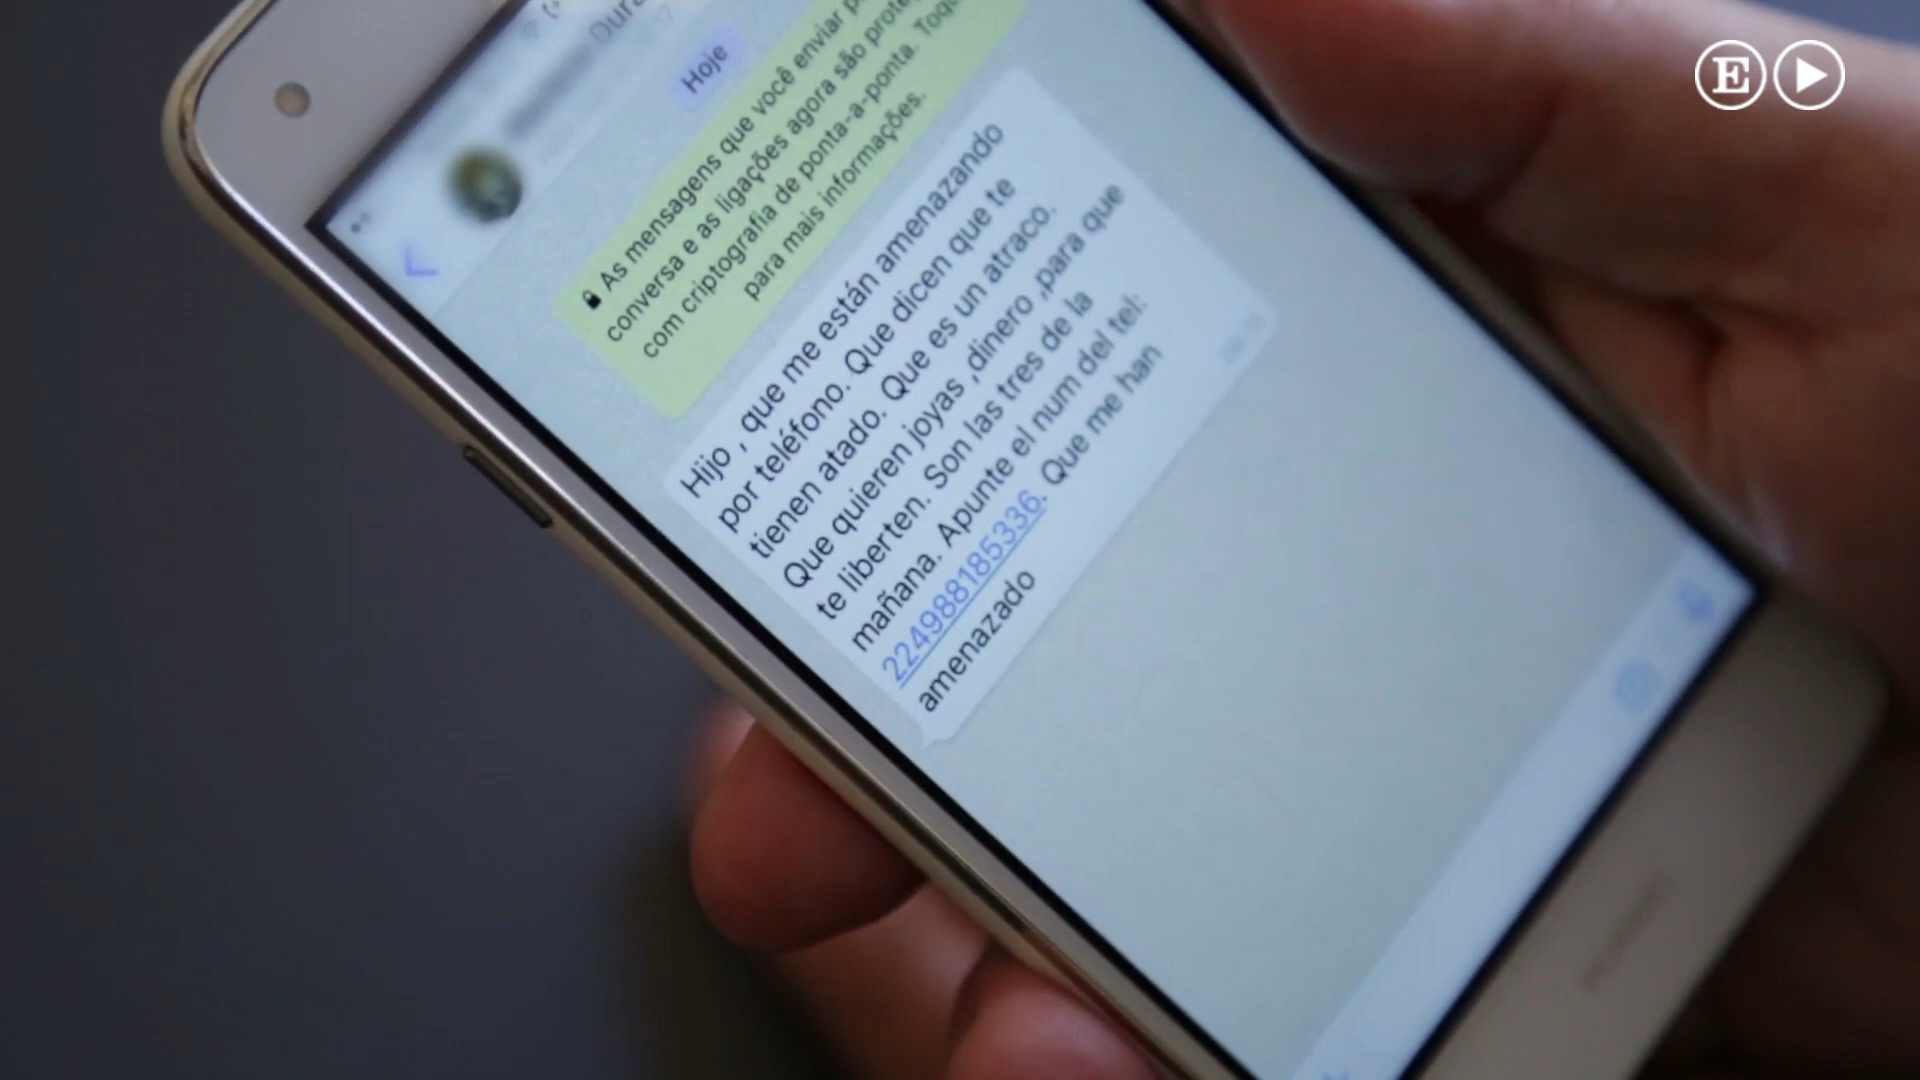 Hoje
As mensagens que você enviar
conversa e as ligações agora são
com criptografia de ponta-a-ponta.
para mais informações.
Hijo , que me están amenazando
por teléfono. Que dicen que te
tienen atado. Que es un atraco.
Que quieren joyas ,dinero ,para que
te liberten. Son las tres de la
mañana. Apunte el num del tel:
22498818533​6. Que me han
amenazado
E